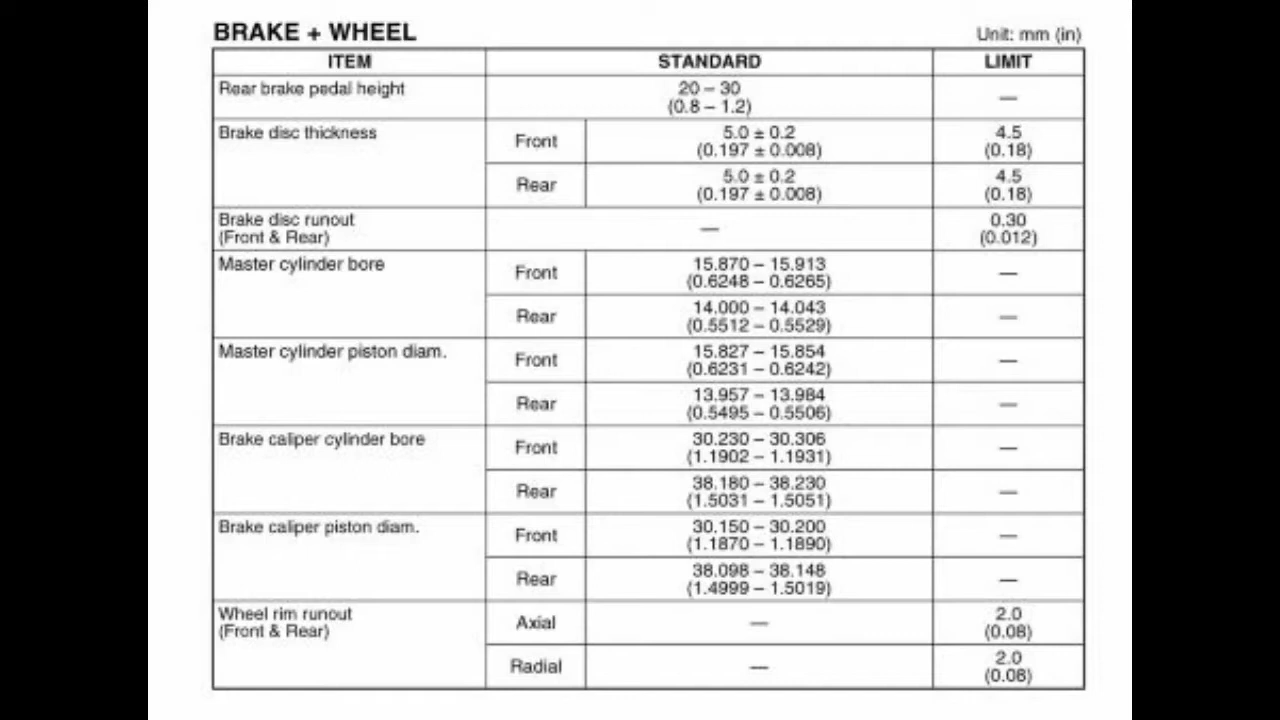 BRAKE + WHEEL
Unit: mm (in)
ITEM STANDARD LIMIT
Rear brake pedal height 20 – 30 —
(0.8 – 1.2)
Brake disc thickness Front 5.0 ± 0.2 4.5
(0.197 ± 0.008) (0.18)
Rear 5.0 ± 0.2 4.5
(0.197 ± 0.008) (0.18)
Brake disc runout — 0.30
(Front & Rear) (0.012)
Master cylinder bore Front 15.870 – 15.913 —
(0.6248 – 0.6265)
Rear 14.000 – 14.043 —
(0.5512 – 0.5529)
Master cylinder piston diam. Front 15.827 – 15.854 —
(0.6231 – 0.6242)
Rear 13.957 – 13.984 —
(0.5495 – 0.5506)
Brake caliper cylinder bore Front 30.230 – 30.306 —
(1.1902 – 1.1931)
Rear 38.180 – 38.230 —
(1.5031 – 1.5051)
Brake caliper piston diam. Front 30.150 – 30.200 —
(1.1870 – 1.1890)
Rear 38.098 – 38.148 —
(1.4999 – 1.5019)
Wheel rim runout Axial — 2.0
(Front & Rear) (0.08)
Radial — 2.0
(0.08)